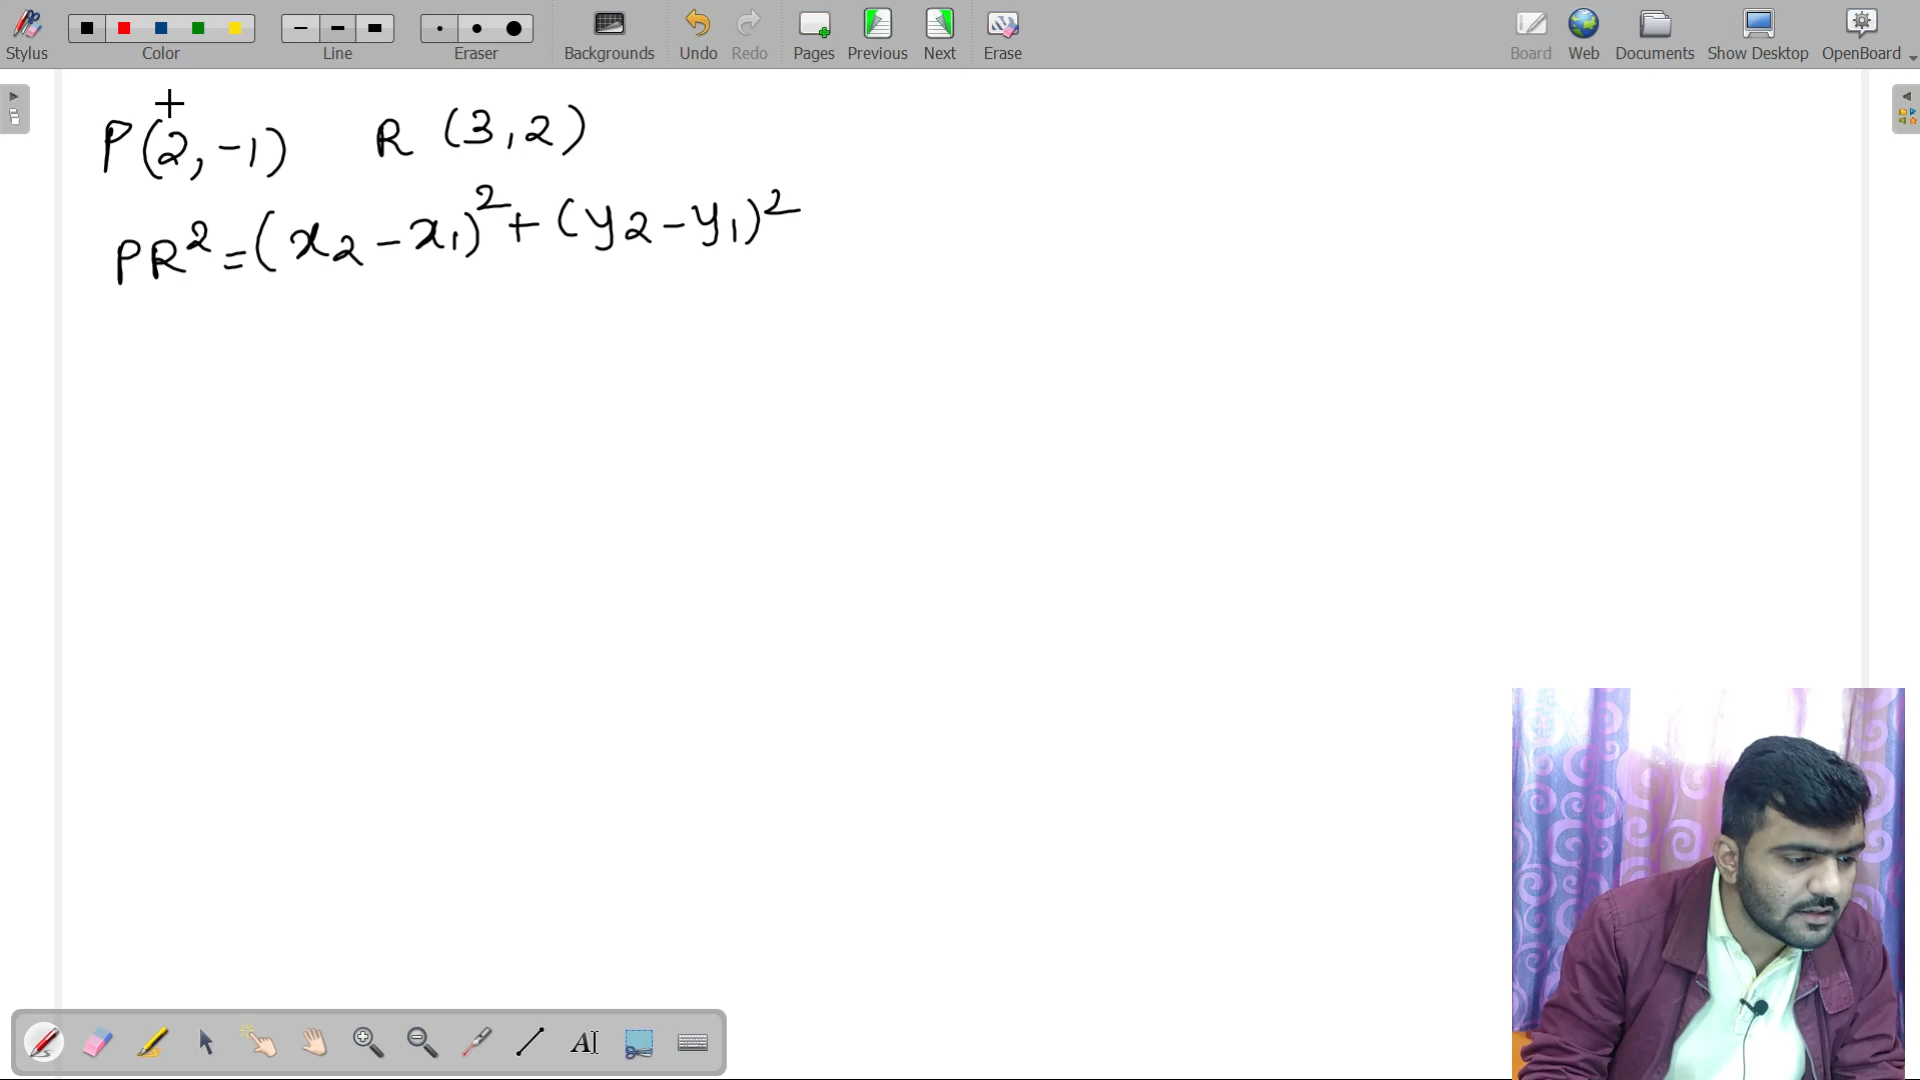 Stylus Color Line Eraser Backgrounds Undo Redo Pages Previous Next Erase Board Web Documents Show Desktop OpenBoard
P(2,-1) R (3,2)
PR²=(x₂-x₁)²+(y₂-y₁)²
AI